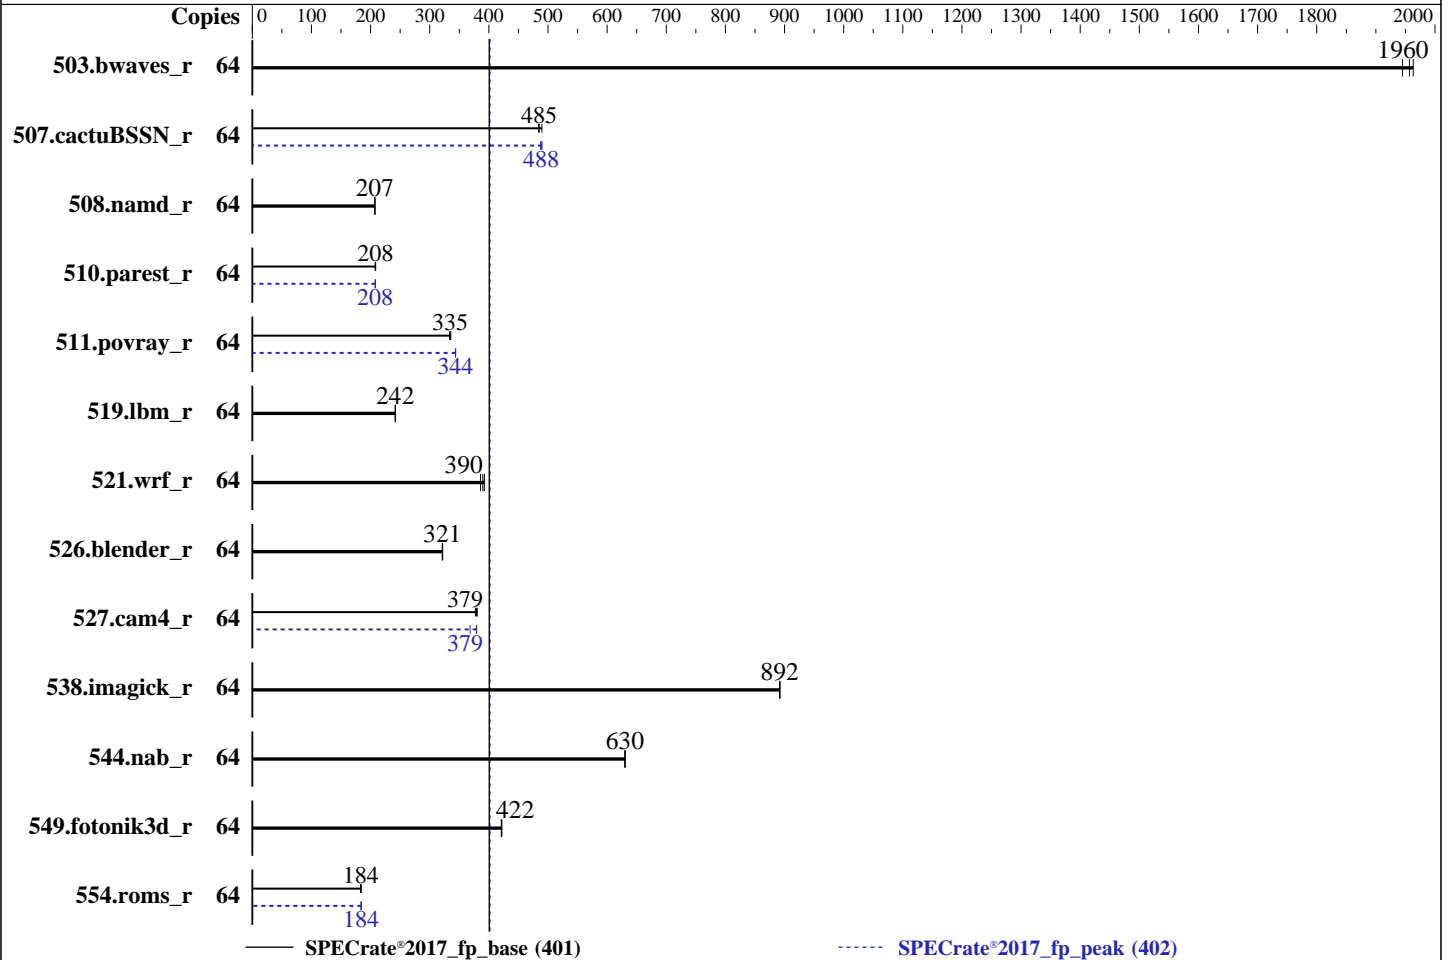 Copies 0 100 200 300 400 500 600 700 800 900 1000 1100 1200 1300 1400 1500 1600 1700 1800 2000
503.bwaves_r 64 1960
507.cactuBSSN_r 64 485
488
508.namd_r 64 207
510.parest_r 64 208
208
511.povray_r 64 335
344
519.lbm_r 64 242
521.wrf_r 64 390
526.blender_r 64 321
527.cam4_r 64 379
379
538.imagick_r 64 892
544.nab_r 64 630
549.fotonik3d_r 64 422
554.roms_r 64 184
184
SPECrate®2017_fp_base (401) SPECrate®2017_fp_peak (402)